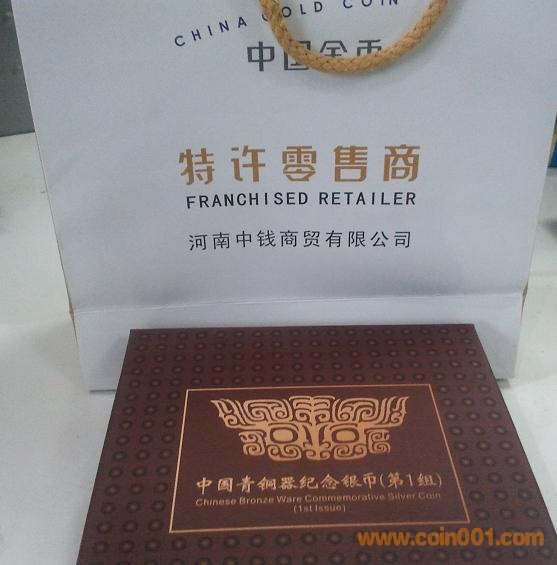 CHINA GOLD COIN
中国金币
特许零售商
FRANCHISED RETAILER
河南中钱商贸有限公司
中国青铜器纪念银币(第1组)
Chinese Bronze Ware Commemorative Silver Coin
(1st Issue)
www.coin001.com